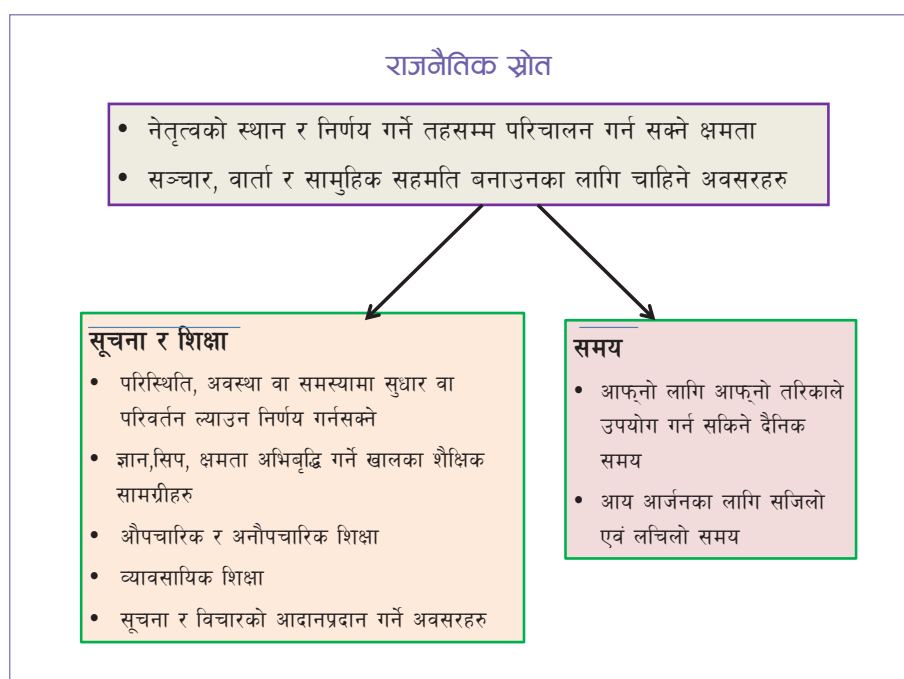 राजनैतिक स्रोत
• नेतृत्वको स्थान र निर्णय गर्ने तहसम्म परिचालन गर्न सक्ने क्षमता
• सञ्चार, वार्ता र सामुहिक सहमति बनाउनका लागि चाहिने अवसरहरु
सूचना र शिक्षा
• परिस्थिति, अवस्था वा समस्यामा सुधार वा
परिवर्तन ल्याउन निर्णय गर्नसक्ने
• ज्ञान,सिप, क्षमता अभिबृद्धि गर्ने खालका शैक्षिक
सामग्रीहरु
• औपचारिक र अनौपचारिक शिक्षा
• व्यावसायिक शिक्षा
• सूचना र विचारको आदानप्रदान गर्ने अवसरहरु
समय
• आफ्‌नो लागि आफ्‌नो तरिकाले
उपयोग गर्न सकिने दैनिक
समय
• आय आर्जनका लागि सजिलो
एवं लचिलो समय